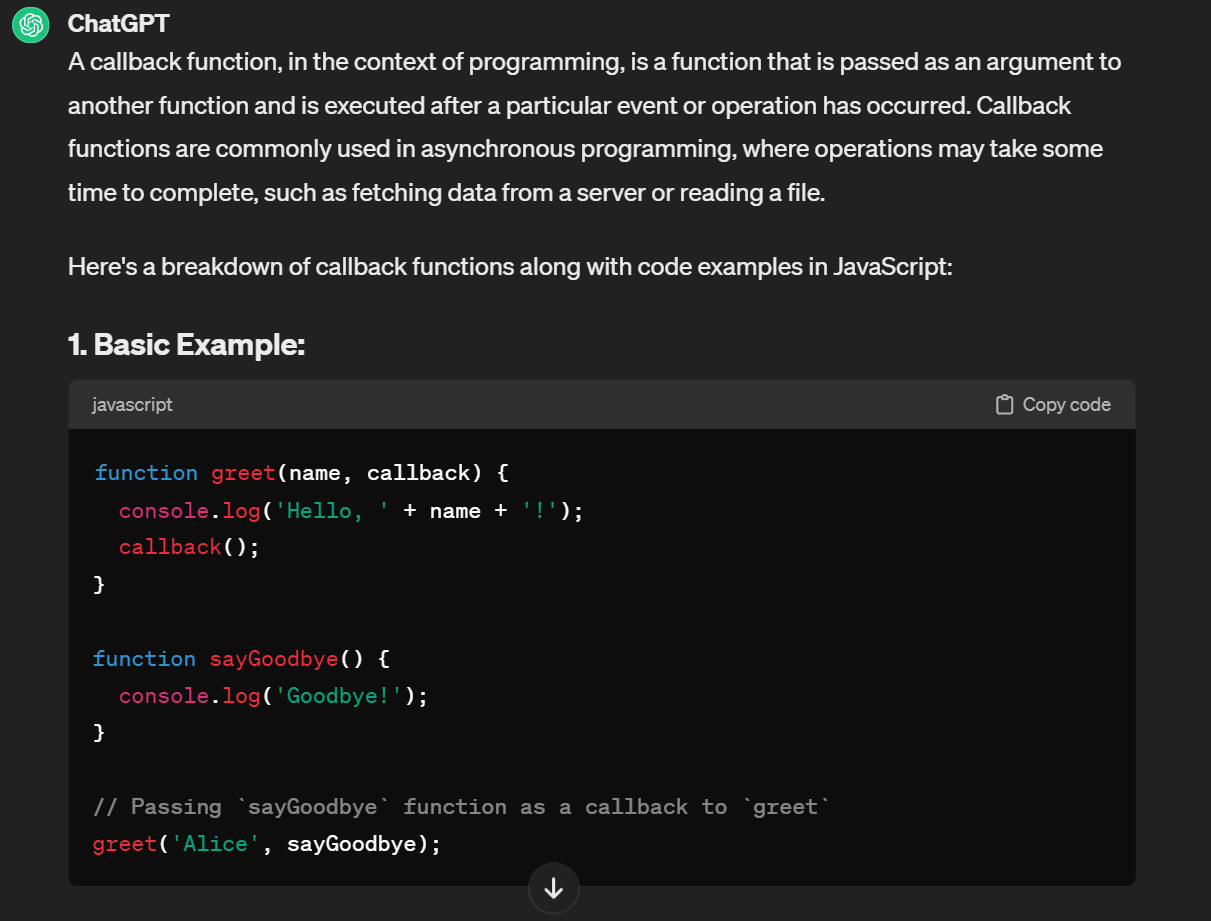 ChatGPT
A callback function, in the context of programming, is a function that is passed as an argument to
another function and is executed after a particular event or operation has occurred. Callback
functions are commonly used in asynchronous programming, where operations may take some
time to complete, such as fetching data from a server or reading a file.
Here's a breakdown of callback functions along with code examples in JavaScript:
1. Basic Example:
javascript Copy code
function greet(name, callback) {
  console.log('Hello, ' + name + '!');
  callback();
}
function sayGoodbye() {
  console.log('Goodbye!');
}
// Passing `sayGoodbye` function as a callback to `greet`
greet('Alice', sayGoodbye);